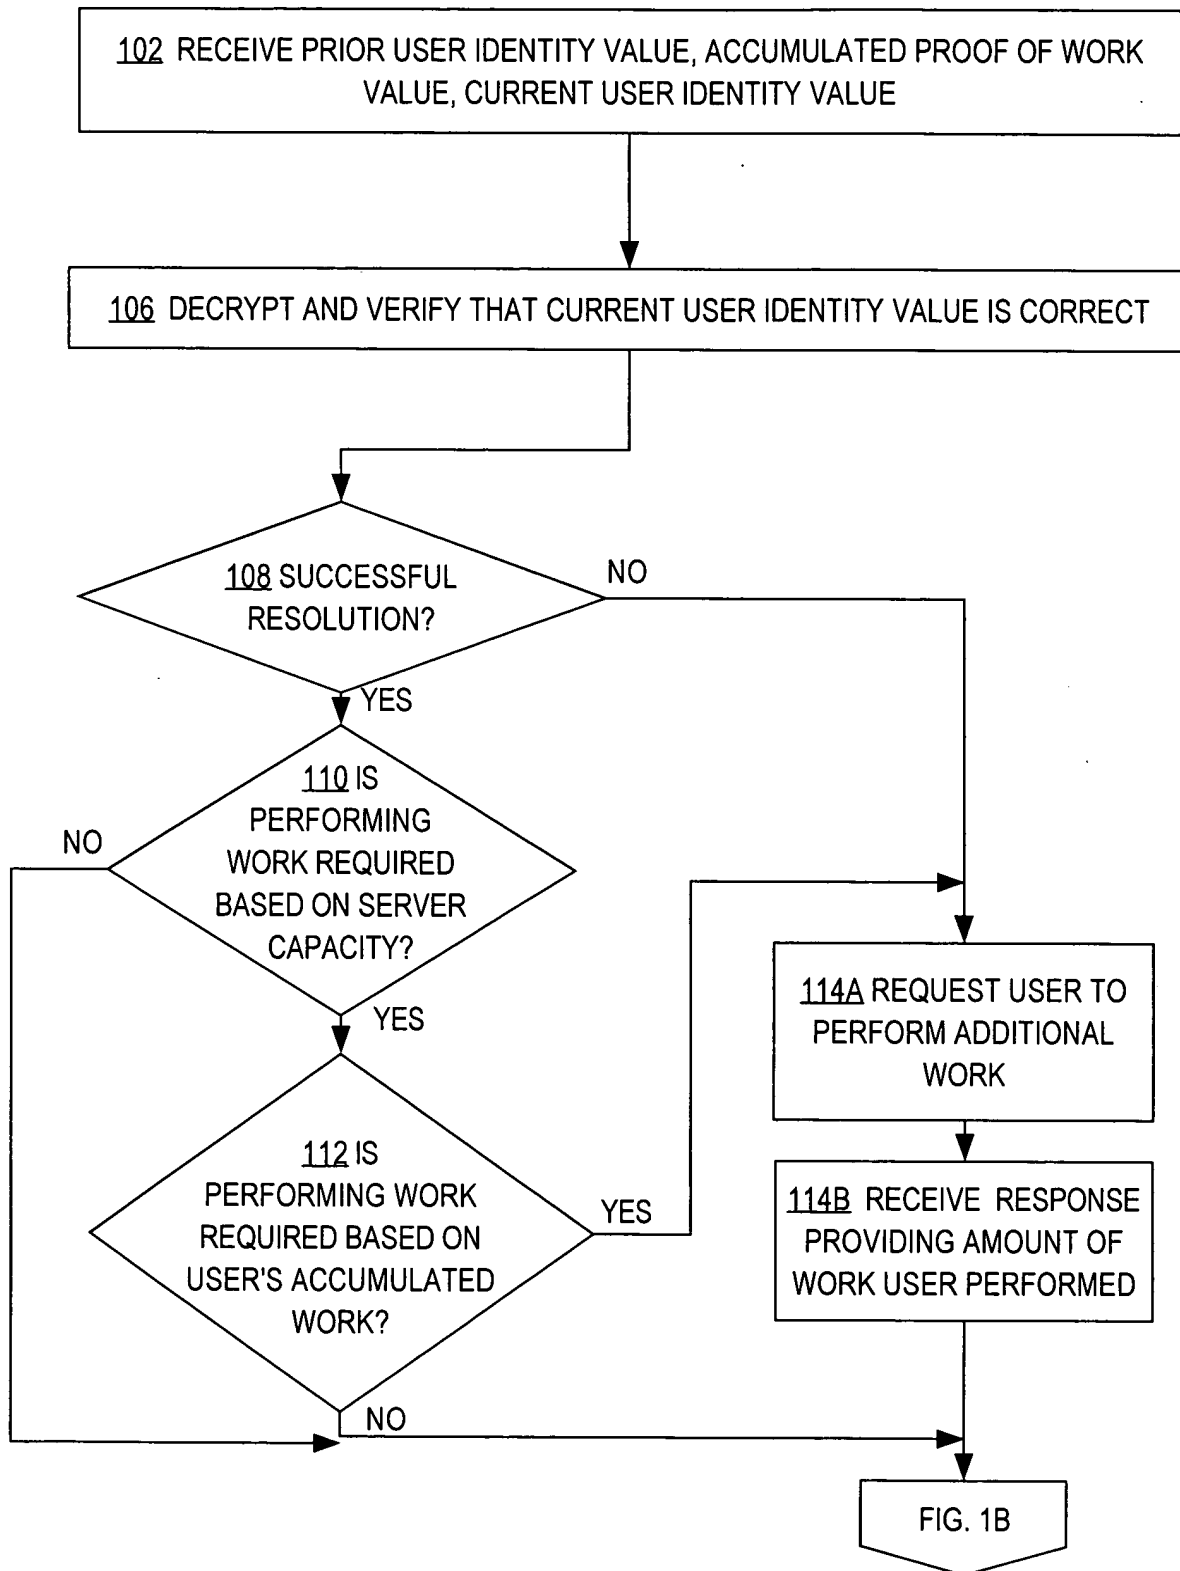 102 RECEIVE PRIOR USER IDENTITY VALUE, ACCUMULATED PROOF OF WORK
VALUE, CURRENT USER IDENTITY VALUE
106 DECRYPT AND VERIFY THAT CURRENT USER IDENTITY VALUE IS CORRECT
108 SUCCESSFUL
RESOLUTION?
NO
YES
110 IS
PERFORMING
WORK REQUIRED
BASED ON SERVER
CAPACITY?
NO
YES
112 IS
PERFORMING WORK
REQUIRED BASED ON
USER'S ACCUMULATED
WORK?
YES
NO
114A REQUEST USER TO
PERFORM ADDITIONAL
WORK
114B RECEIVE RESPONSE
PROVIDING AMOUNT OF
WORK USER PERFORMED
FIG. 1B